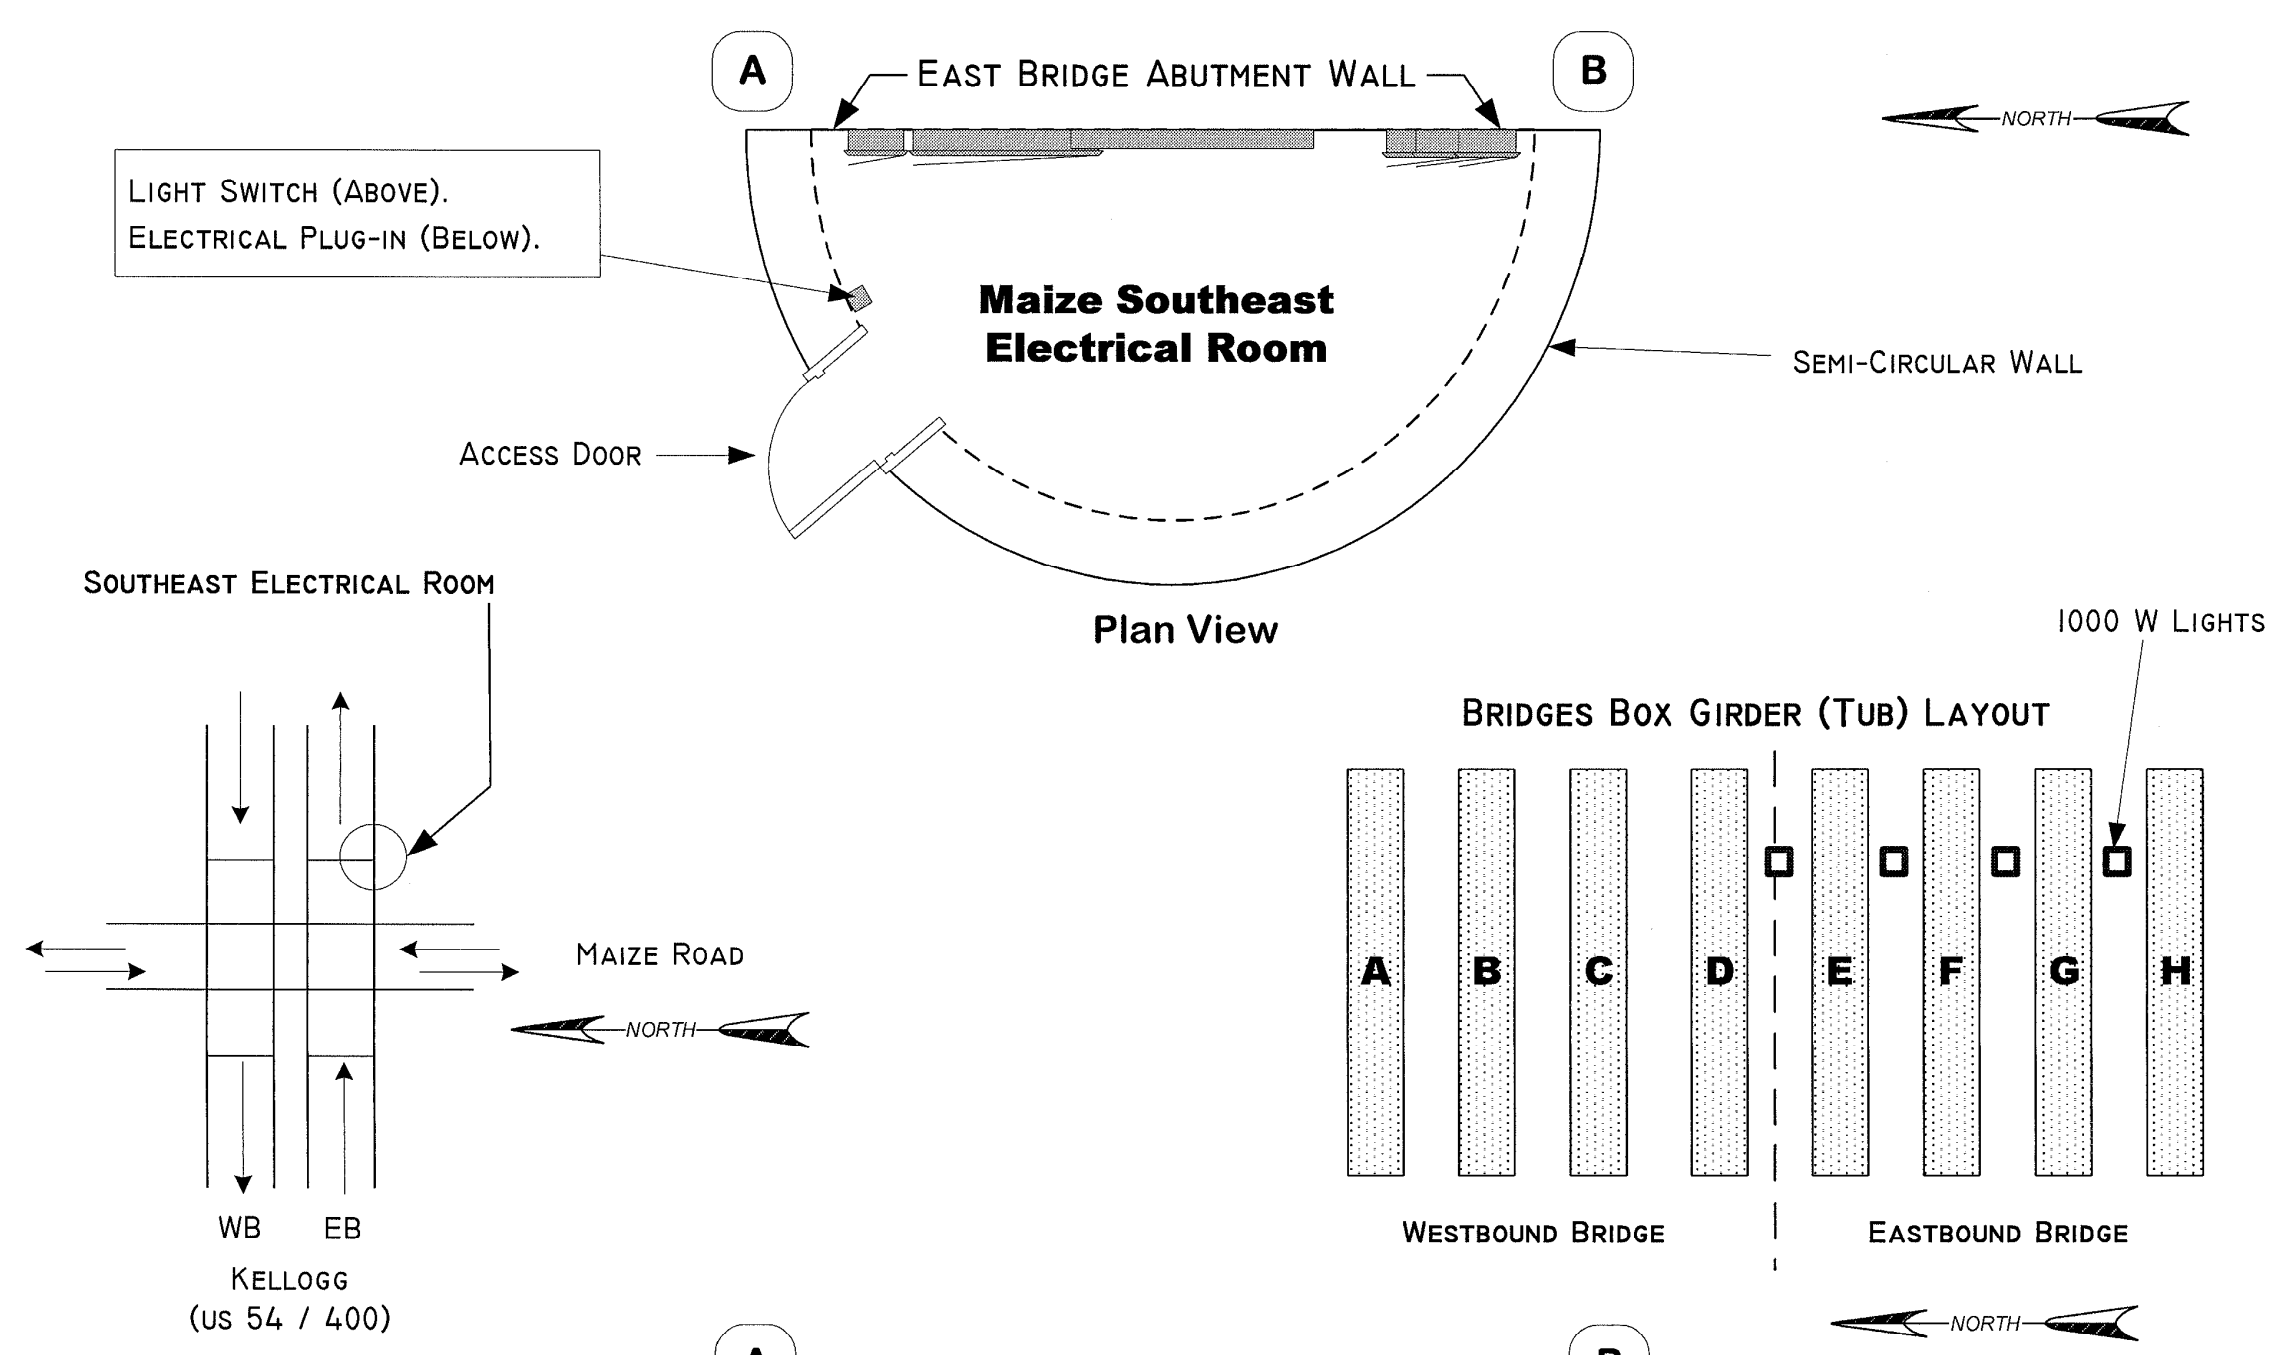 A
EAST BRIDGE ABUTMENT WALL
B
NORTH
LIGHT SWITCH (ABOVE).
ELECTRICAL PLUG-IN (BELOW).
Maize Southeast
Electrical Room
SEMI-CIRCULAR WALL
ACCESS DOOR
SOUTHEAST ELECTRICAL ROOM
Plan View
1000 W LIGHTS
BRIDGES BOX GIRDER (TUB) LAYOUT
MAIZE ROAD
A B C D E F G H
NORTH
WB EB
WESTBOUND BRIDGE
EASTBOUND BRIDGE
KELLOGG
(US 54 / 400)
NORTH
A
B